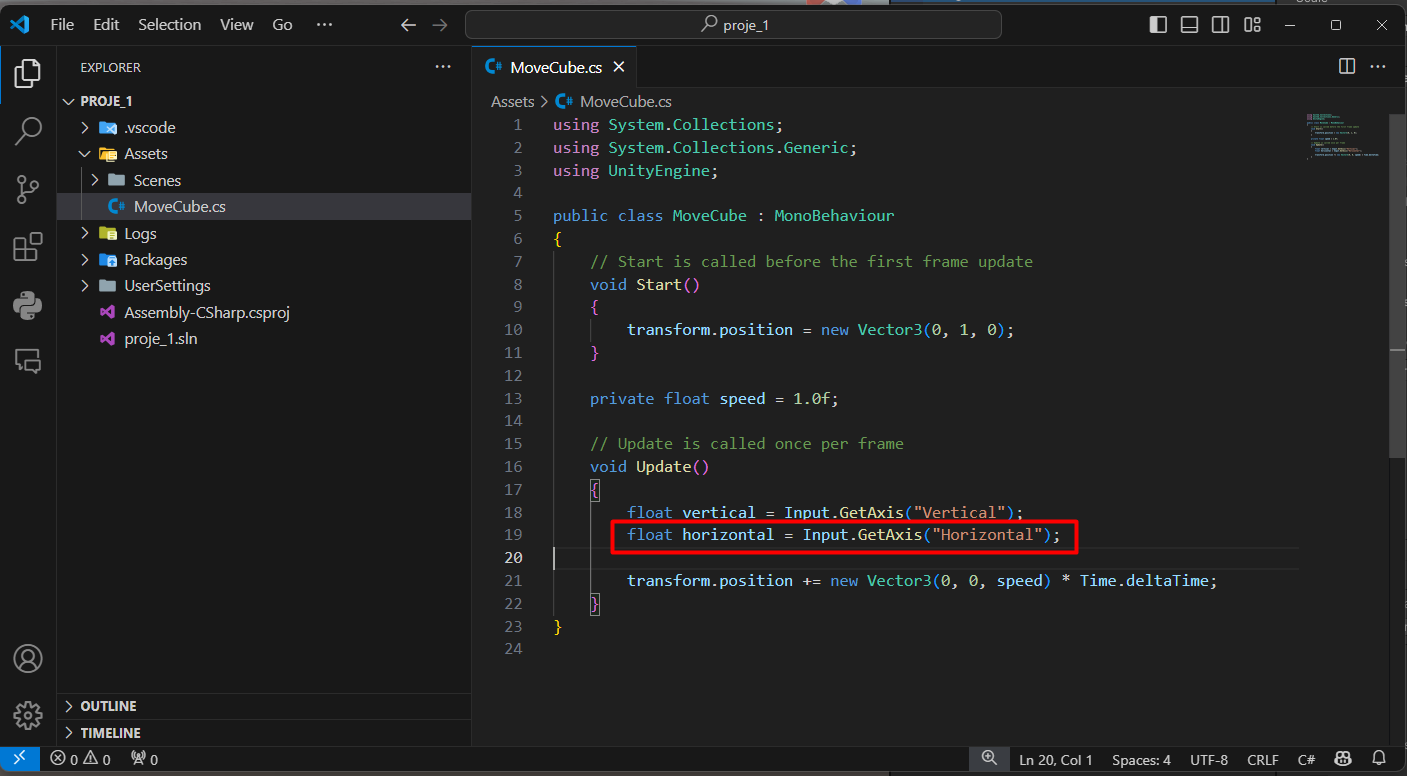 File Edit Selection View Go ··· proje_1
EXPLORER ···
PROJE_1
.vscode
Assets
Scenes
MoveCube.cs
Logs
Packages
UserSettings
Assembly-CSharp.csproj
proje_1.sln
OUTLINE
TIMELINE
MoveCube.cs
Assets > MoveCube.cs
1 using System.Collections;
2 using System.Collections.Generic;
3 using UnityEngine;
4
5 public class MoveCube : MonoBehaviour
6 {
7 // Start is called before the first frame update
8 void Start()
9 {
10 transform.position = new Vector3(0, 1, 0);
11 }
12
13 private float speed = 1.0f;
14
15 // Update is called once per frame
16 void Update()
17 {
18 float vertical = Input.GetAxis("Vertical");
19 float horizontal = Input.GetAxis("Horizontal");
20
21 transform.position += new Vector3(0, 0, speed) * Time.deltaTime;
22 }
23 }
24
0 0 0 Ln 20, Col 1 Spaces: 4 UTF-8 CRLF C#